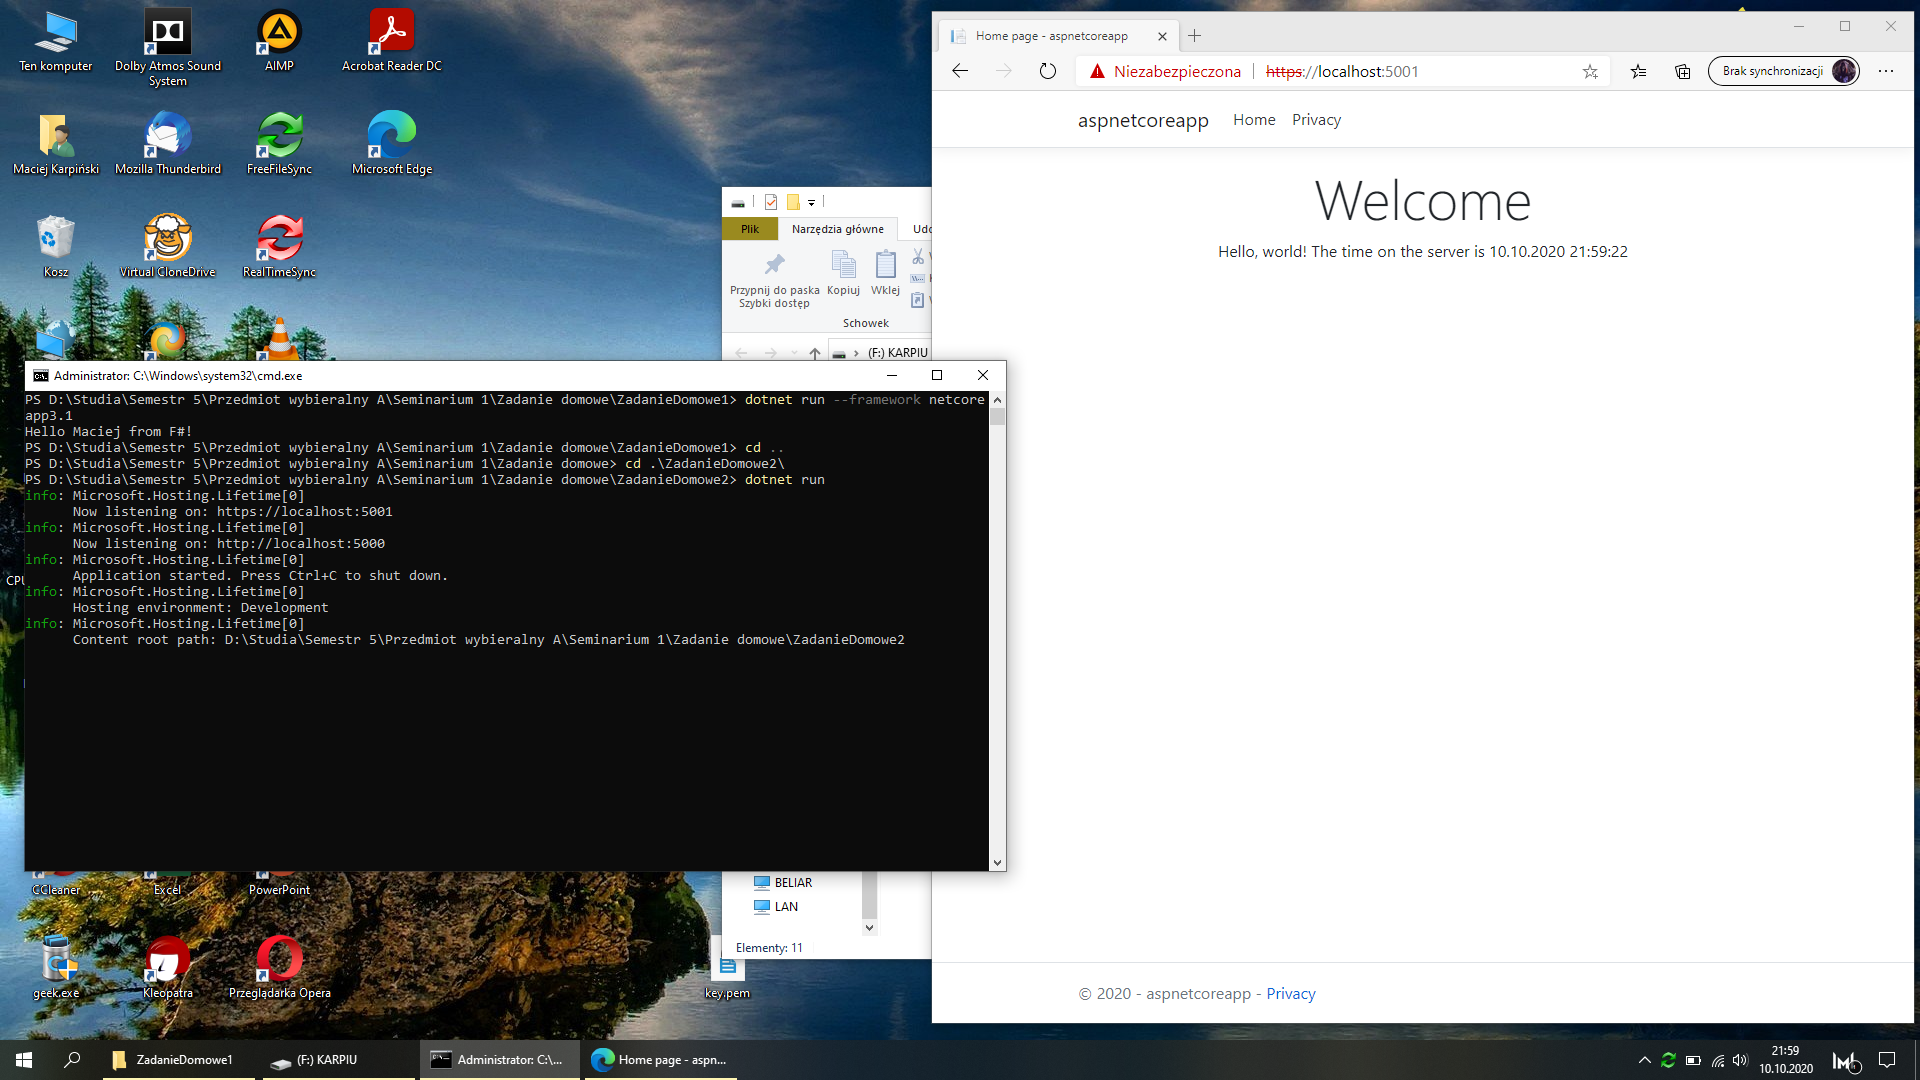 Ten komputer
Dolby Atmos Sound System
AIMP
Acrobat Reader DC
Maciej Karpiński
Mozilla Thunderbird
FreeFileSync
Microsoft Edge
Kosz
Virtual CloneDrive
RealTimeSync
Plik
Narzędzia główne
Przypnij do paska
Szybki dostęp
Kopiuj
Wklej
Schowek
(F:) KARPIU
Home page - aspnetcoreapp
Niezabezpieczona
https://localhost:5001
Brak synchronizacji
aspnetcoreapp
Home
Privacy
Welcome
Hello, world! The time on the server is 10.10.2020 21:59:22
© 2020 - aspnetcoreapp - Privacy
Administrator: C:\Windows\system32\cmd.exe
PS D:\Studia\Semestr 5\Przedmiot wybieralny A\Seminarium 1\Zadanie domowe\ZadanieDomowe1> dotnet run --framework netcore
app3.1
Hello Maciej from F#!
PS D:\Studia\Semestr 5\Przedmiot wybieralny A\Seminarium 1\Zadanie domowe\ZadanieDomowe1> cd ..
PS D:\Studia\Semestr 5\Przedmiot wybieralny A\Seminarium 1\Zadanie domowe> cd .\ZadanieDomowe2\
PS D:\Studia\Semestr 5\Przedmiot wybieralny A\Seminarium 1\Zadanie domowe\ZadanieDomowe2> dotnet run
info: Microsoft.Hosting.Lifetime[0]
Now listening on: https://localhost:5001
info: Microsoft.Hosting.Lifetime[0]
Now listening on: http://localhost:5000
info: Microsoft.Hosting.Lifetime[0]
Application started. Press Ctrl+C to shut down.
info: Microsoft.Hosting.Lifetime[0]
Hosting environment: Development
info: Microsoft.Hosting.Lifetime[0]
Content root path: D:\Studia\Semestr 5\Przedmiot wybieralny A\Seminarium 1\Zadanie domowe\ZadanieDomowe2
CCleaner
Excel
PowerPoint
BELIAR
LAN
Elementy: 11
geek.exe
Kleopatra
Przeglądarka Opera
key.pem
ZadanieDomowe1
(F:) KARPIU
Administrator: C:\...
Home page - aspn...
21:59
10.10.2020